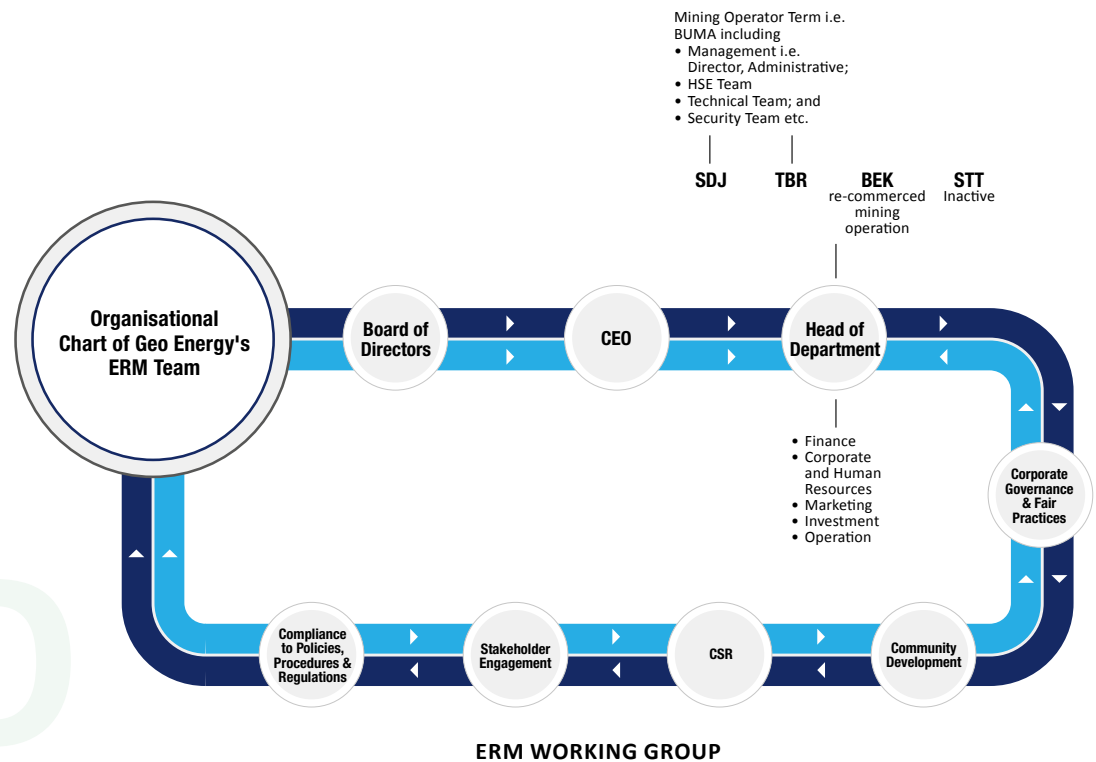 Mining Operator Term i.e.
BUMA including
• Management i.e.
Director, Administrative;
• HSE Team
• Technical Team; and
• Security Team etc.
SDJ
TBR
BEK
re-commerced
mining
operation
STT
Inactive
Organisational
Chart of Geo Energy's
ERM Team
Board of
Directors
CEO
Head of
Department
• Finance
• Corporate
and Human
Resources
• Marketing
• Investment
• Operation
Corporate
Governance
& Fair
Practices
Compliance
to Policies,
Procedures &
Regulations
Stakeholder
Engagement
CSR
Community
Development
ERM WORKING GROUP